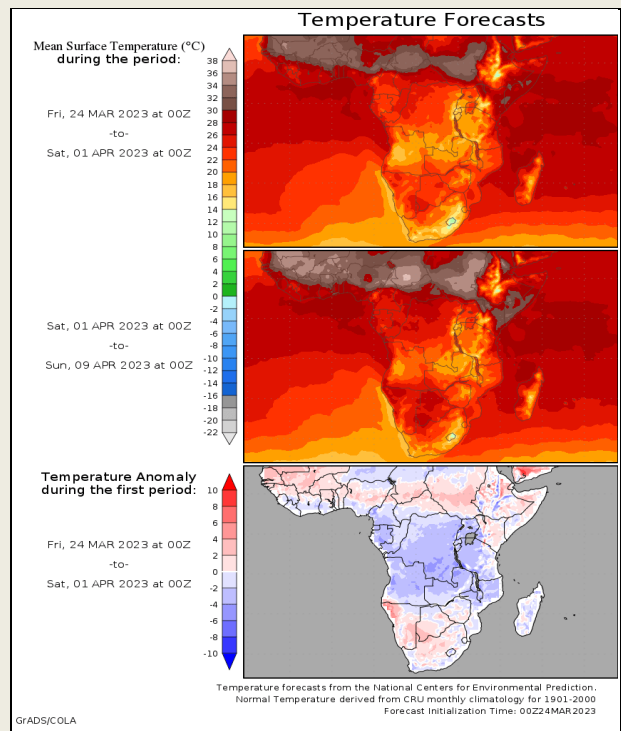 Temperature Forecasts
Mean Surface Temperature (°C)
during the period:
Fri, 24 MAR 2023 at 00Z
-to-
Sat, 01 APR 2023 at 00Z
38
36
34
32
30
28
26
24
22
20
18
16
14
12
10
8
6
4
2
0
-2
-4
-6
-8
-10
-12
-14
-16
-18
-20
-22
Sat, 01 APR 2023 at 00Z
-to-
Sun, 09 APR 2023 at 00Z
Temperature Anomaly
during the first period:
Fri, 24 MAR 2023 at 00Z
-to-
Sat, 01 APR 2023 at 00Z
10
8
6
4
2
0
-2
-4
-6
-8
-10
Temperature forecasts from the National Centers for Environmental Prediction.
Normal Temperature derived from CRU monthly climatology for 1901-2000
Forecast Initialization Time: 00Z24MAR2023
GrADS/COLA